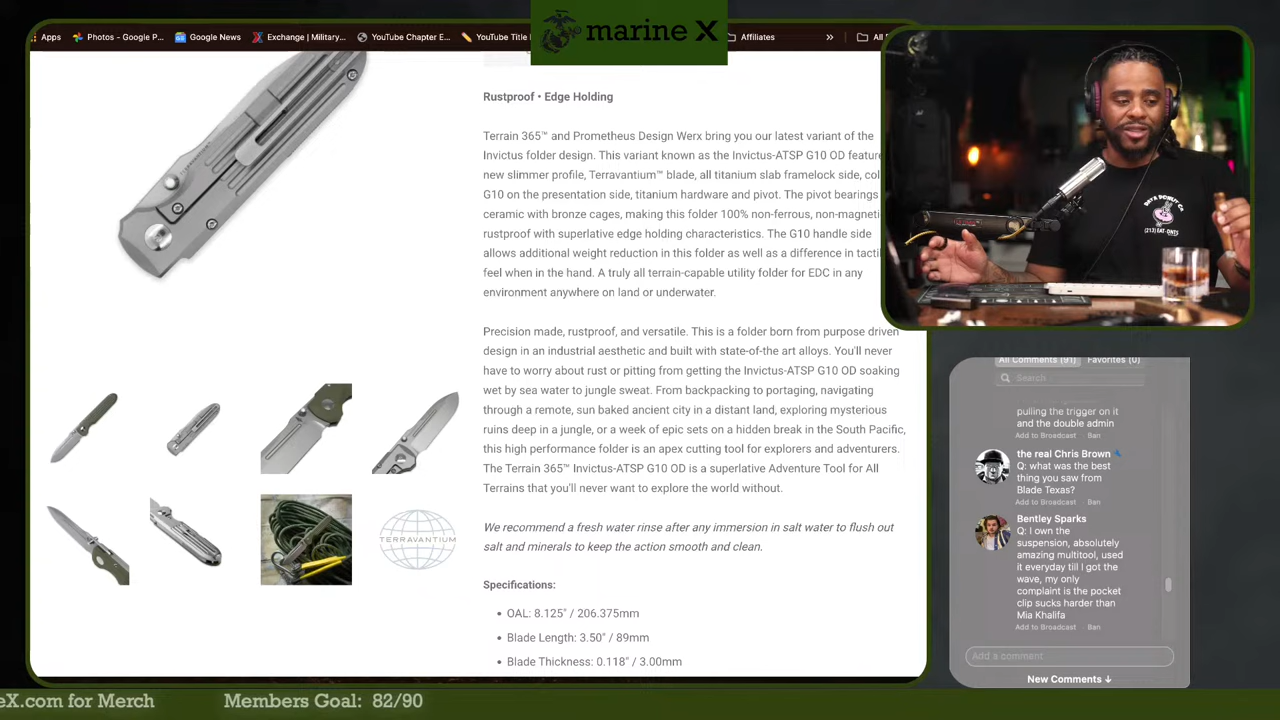 Apps
Photos - Google P...
Google News
Exchange | Military...
YouTube Chapter E...
YouTube Title
marine X
Affiliates
»
All
Rustproof • Edge Holding
Terrain 365™ and Prometheus Design Werx bring you our latest variant of the
Invictus folder design. This variant known as the Invictus-ATSP G10 OD feature
new slimmer profile, Terravantium™ blade, all titanium slab framelock side, col
G10 on the presentation side, titanium hardware and pivot. The pivot bearings
ceramic with bronze cages, making this folder 100% non-ferrous, non-magneti
rustproof with superlative edge holding characteristics. The G10 handle side
allows additional weight reduction in this folder as well as a difference in tacti
feel when in the hand. A truly all terrain-capable utility folder for EDC in any
environment anywhere on land or underwater.
Precision made, rustproof, and versatile. This is a folder born from purpose driven
design in an industrial aesthetic and built with state-of-the art alloys. You'll never
have to worry about rust or pitting from getting the Invictus-ATSP G10 OD soaking
wet by sea water to jungle sweat. From backpacking to portaging, navigating
through a remote, sun baked ancient city in a distant land, exploring mysterious
ruins deep in a jungle, or a week of epic sets on a hidden break in the South Pacific,
this high performance folder is an apex cutting tool for explorers and adventurers.
The Terrain 365™ Invictus-ATSP G10 OD is a superlative Adventure Tool for All
Terrains that you'll never want to explore the world without.
We recommend a fresh water rinse after any immersion in salt water to flush out
salt and minerals to keep the action smooth and clean.
Specifications:
• OAL: 8.125" / 206.375mm
• Blade Length: 3.50" / 89mm
• Blade Thickness: 0.118" / 3.00mm
TERRAVANTIUM
(213) EAT-ONTS
All Comments (91)
Favorites (0)
Search
pulling the trigger on it
and the double admin
Add to Broadcast · Ban
the real Chris Brown
Q: what was the best
thing you saw from
Blade Texas?
Add to Broadcast · Ban
Bentley Sparks
Q: I own the
suspension, absolutely
amazing multitool, used
it everyday till I got the
wave, my only
complaint is the pocket
clip sucks harder than
Mia Khalifa
Add to Broadcast · Ban
Add a comment
New Comments ↓
eX.com for Merch
Members Goal: 82/90